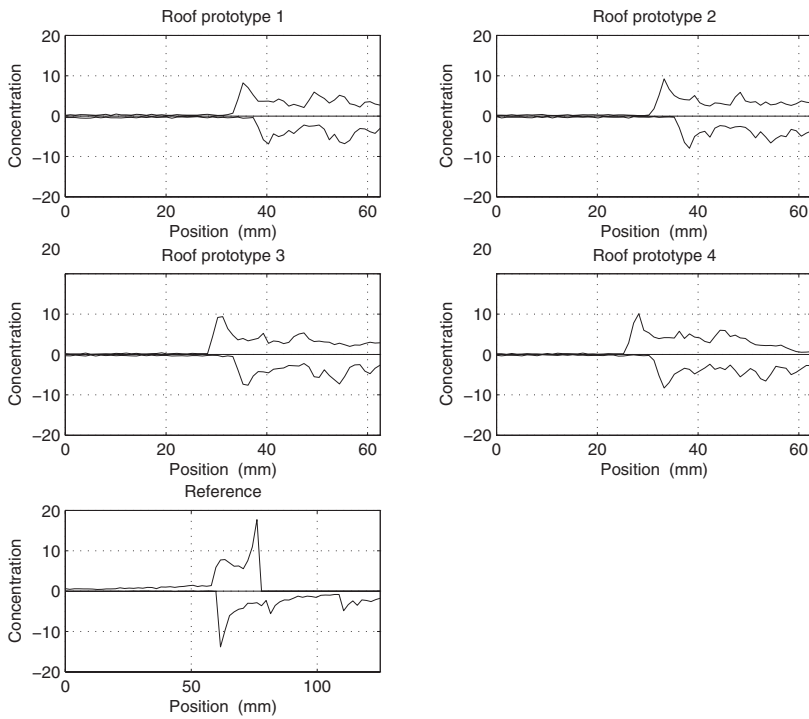 Roof prototype 1
20
10
0
−10
−20
Concentration
0 20 40 60
Position (mm)
Roof prototype 2
20
10
0
−10
−20
Concentration
0 20 40 60
Position (mm)
Roof prototype 3
20
10
0
−10
−20
Concentration
0 20 40 60
Position (mm)
Roof prototype 4
20
10
0
−10
−20
Concentration
0 20 40 60
Position (mm)
Reference
20
10
0
−10
−20
Concentration
0 50 100
Position (mm)